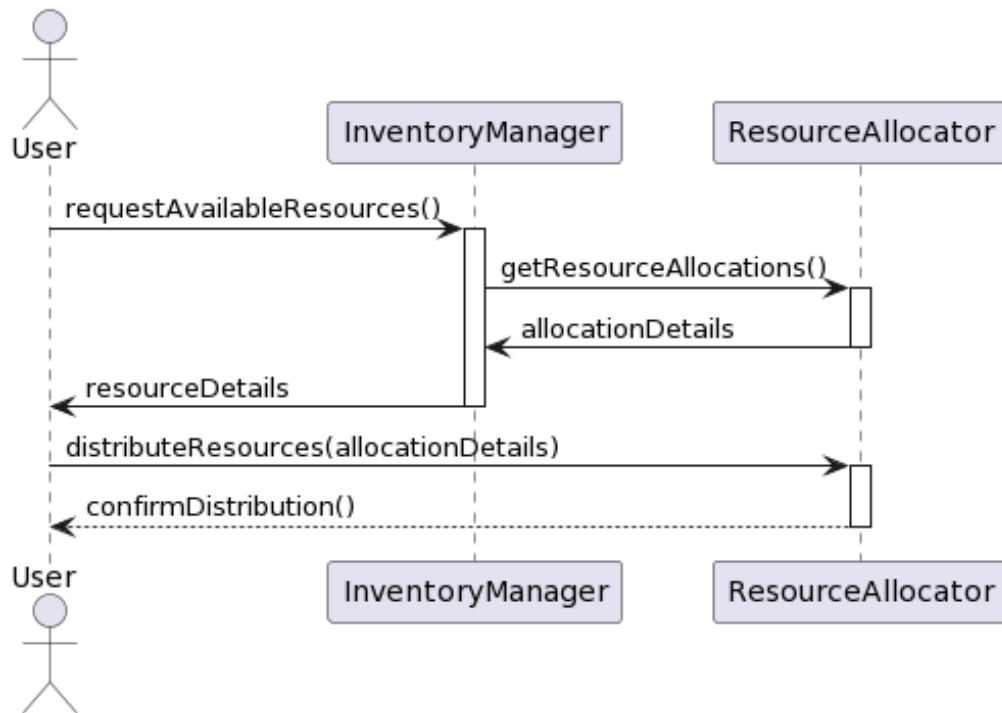 User
InventoryManager
ResourceAllocator
requestAvailableResources()
getResourceAllocations()
allocationDetails
resourceDetails
distributeResources(allocationDetails)
confirmDistribution()
User
InventoryManager
ResourceAllocator